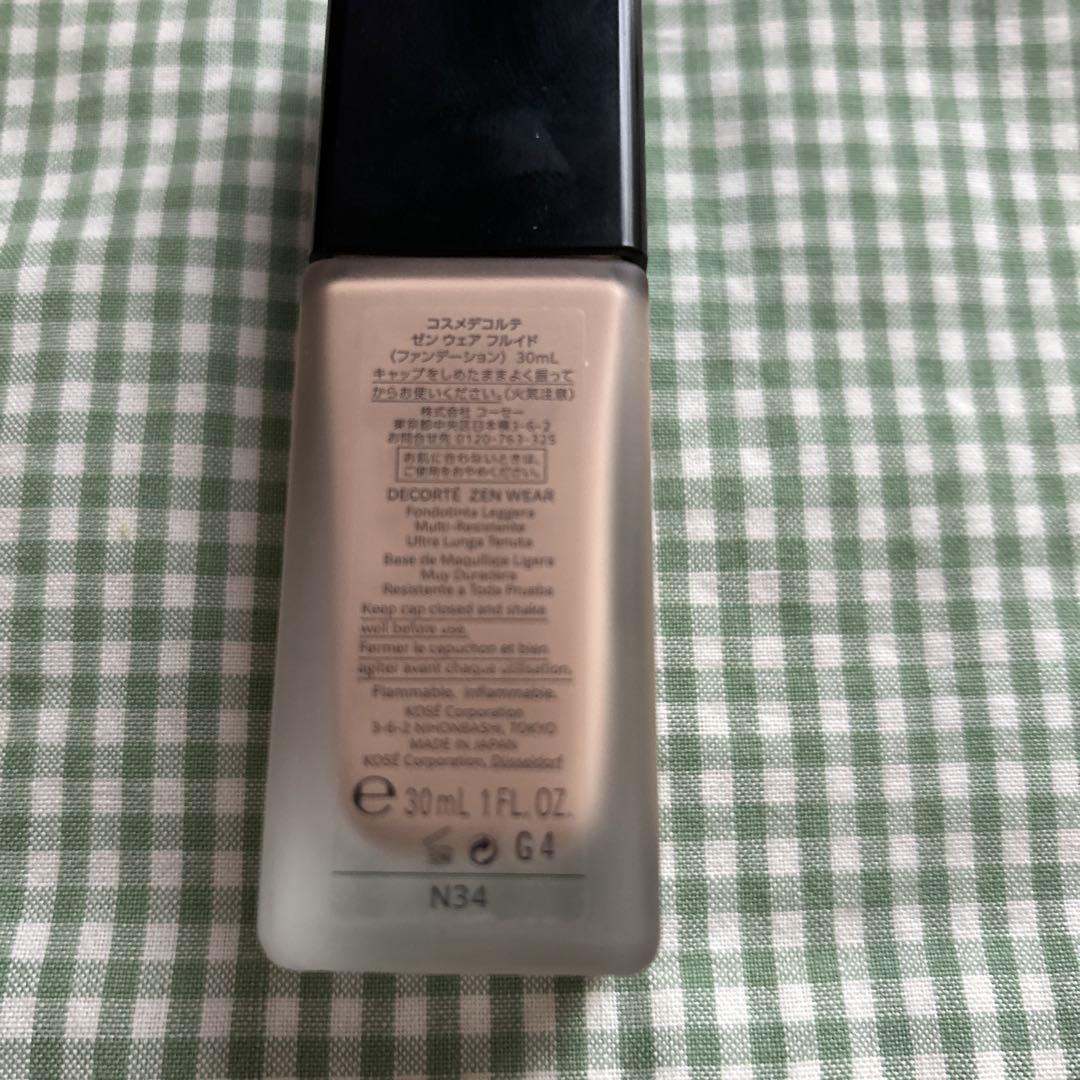 コスメデコルテ
ゼン ウェア フルイド
〈ファンデーション〉 30mL
キャップをしめたままよく振って
からお使いください。(火気注意)
株式会社 コーセー
東京都中央区日本橋3-6-2
お問合せ先 0120-763-325
お肌に合わないときは、
ご使用をおやめください。
DECORTÉ ZEN WEAR
Fondotinta Leggera
Multi-Resistente
Ultra Lunga Tenuta
Base de Maquillaje Ligera
Muy Duradera
Resistente a Toda Prueba
Keep cap closed and shake
well before use.
Fermer le capuchon et bien
agiter avant chaque utilisation.
Flammable. Inflammable.
KOSÉ Corporation
3-6-2 NIHONBASHI, TOKYO
MADE IN JAPAN
KOSÉ Corporation, Düsseldorf
e 30mL 1 FL. OZ.
G4
N34